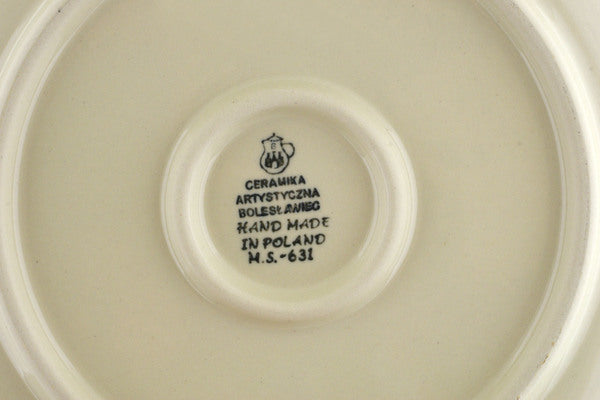 CERAMIKA
ARTYSTYCZNA
BOLESŁAWIEC
HAND MADE
IN POLAND
M.S.-631